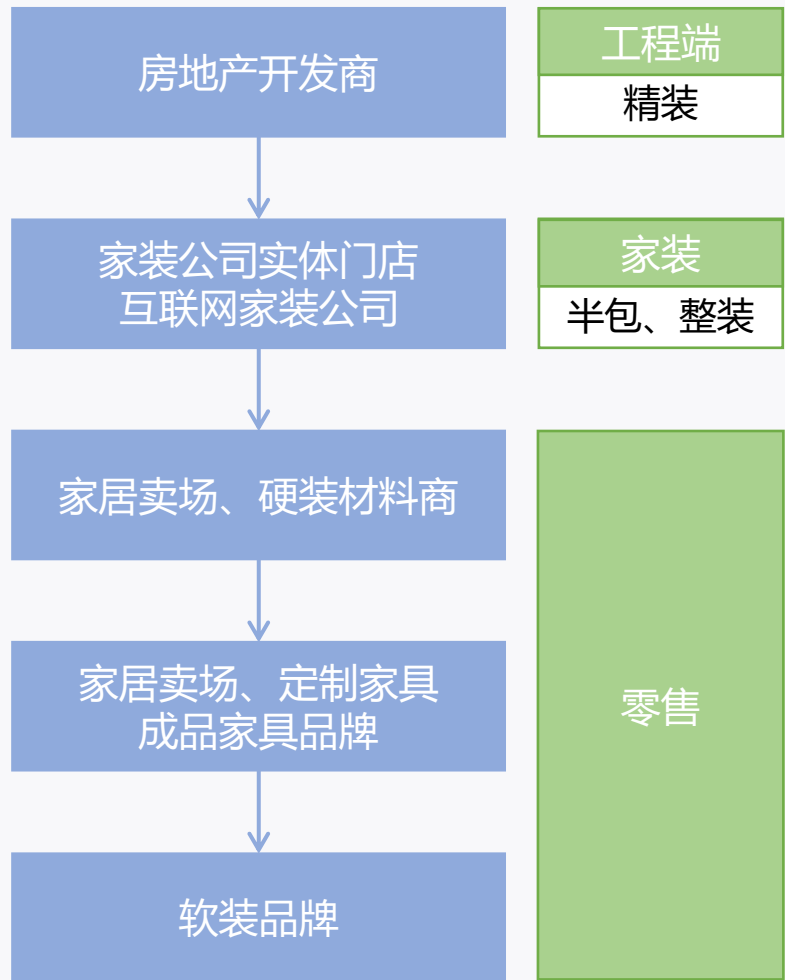 房地产开发商
工程端
精装
家装公司实体门店
互联网家装公司
家装
半包、整装
家居卖场、硬装材料商
家居卖场、定制家具
成品家具品牌
零售
软装品牌